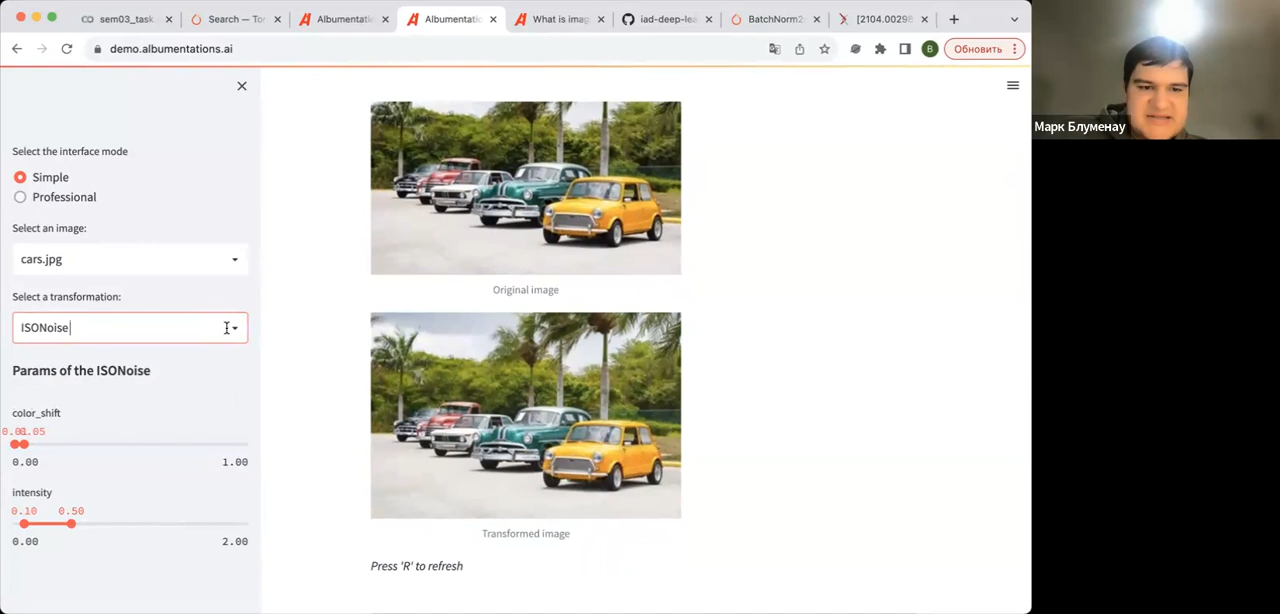 sem03_task.
Search — To
Albumentati
Albumentatio
What is imag
iad-deep-lea
BatchNorm2
[2104.00298
demo.albumentations.ai
B
Обновить
Марк Блуменау
Select the interface mode
Simple
Professional
Select an image:
cars.jpg
Original image
Select a transformation:
ISONoise
Params of the ISONoise
color_shift
0.05
0.00 1.00
intensity
0.10 0.50
0.00 2.00
Transformed image
Press 'R' to refresh